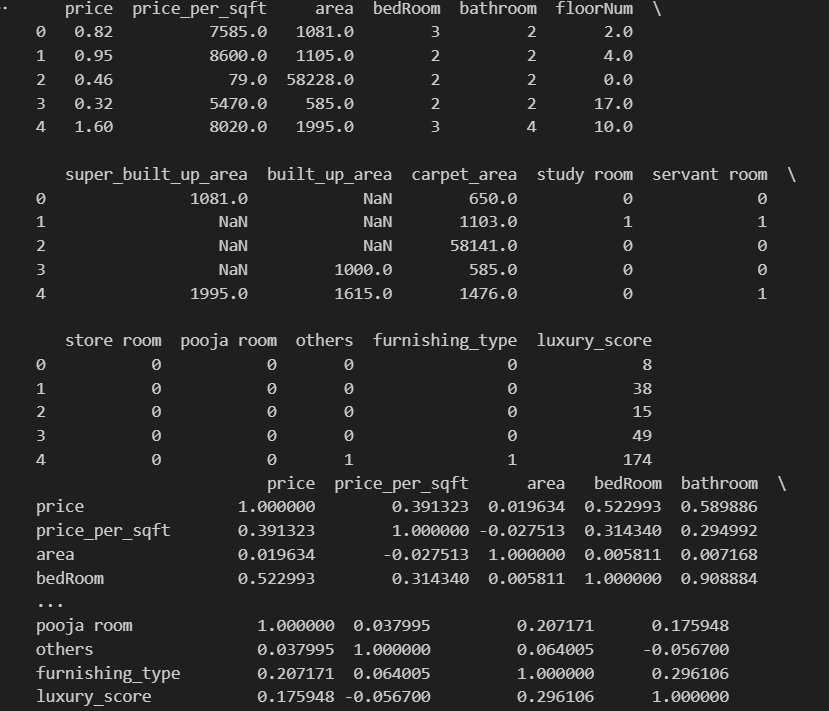 ..
price price_per_sqft area bedRoom bathroom floorNum \
0 0.82 7585.0 1081.0 3 2 2.0
1 0.95 8600.0 1105.0 2 2 4.0
2 0.46 79.0 58228.0 2 2 0.0
3 0.32 5470.0 585.0 2 2 17.0
4 1.60 8020.0 1995.0 3 4 10.0
super_built_up_area built_up_area carpet_area study room servant room \
0 1081.0 NaN 650.0 0 0
1 NaN NaN 1103.0 1 1
2 NaN NaN 58141.0 0 0
3 NaN 1000.0 585.0 0 0
4 1995.0 1615.0 1476.0 0 1
store room pooja room others furnishing_type luxury_score
0 0 0 0 0 8
1 0 0 0 0 38
2 0 0 0 0 15
3 0 0 0 0 49
4 0 0 1 1 174
price price_per_sqft area bedRoom bathroom \
price 1.000000 0.391323 0.019634 0.522993 0.589886
price_per_sqft 0.391323 1.000000 -0.027513 0.314340 0.294992
area 0.019634 -0.027513 1.000000 0.005811 0.007168
bedRoom 0.522993 0.314340 0.005811 1.000000 0.908884
...
pooja room 1.000000 0.037995 0.207171 0.175948
others 0.037995 1.000000 0.064005 -0.056700
furnishing_type 0.207171 0.064005 1.000000 0.296106
luxury_score 0.175948 -0.056700 0.296106 1.000000